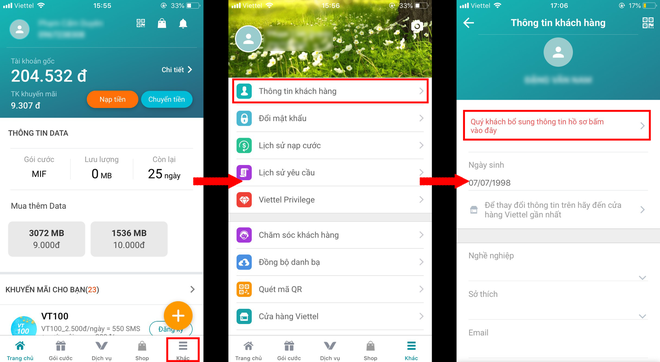 Viettel
15:55
33%
Tài khoản gốc
204.532 đ
Chi tiết
TK khuyến mãi
9.307 đ
Nạp tiền
Chuyển tiền
THÔNG TIN DATA
Gói cước
Lưu lượng
Còn lại
MIF
0 MB
25 ngày
Mua thêm Data
3072 MB
9.000đ
1536 MB
10.000đ
KHUYẾN MÃI CHO BẠN(23)
VT100
VT100_2.500đ/ngày = 550 SMS
Đăng ký
Trang chủ
Gói cước
Dịch vụ
Shop
Khác
Viettel
15:56
33%
Thông tin khách hàng
Đổi mật khẩu
Lịch sử nạp cước
Lịch sử yêu cầu
Viettel Privilege
Chăm sóc khách hàng
Đồng bộ danh bạ
Quét mã QR
Cửa hàng Viettel
Trang chủ
Gói cước
Dịch vụ
Shop
Khác
Viettel
17:06
17%
Thông tin khách hàng
Quý khách bổ sung thông tin hồ sơ bấm
vào đây
Ngày sinh
07/07/1998
Để thay đổi thông tin trên hãy đến cửa
hàng Viettel gần nhất
Nghề nghiệp
Sở thích
Email